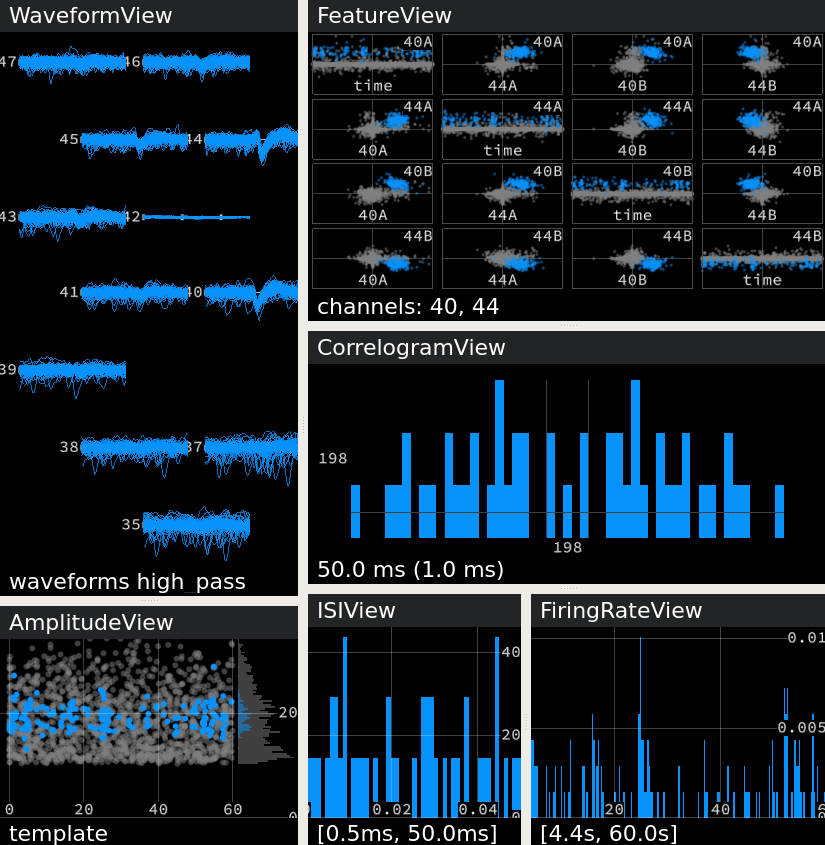 WaveformView
47 46
45 44
43 42
41 40
39
38 37
35
waveforms high_pass
FeatureView
40A 40A 40A 40A
time 44A 40B 44B
44A 44A 44A 44A
40A time 40B 44B
40B 40B 40B 40B
40A 44A time 44B
44B 44B 44B 44B
40A 44A 40B time
channels: 40, 44
CorrelogramView
198
198
50.0 ms (1.0 ms)
AmplitudeView
20
0 20 40 60
template
ISIView
40
20
0.02 0.04 0
[0.5ms, 50.0ms]
FiringRateView
0.01
0.005
20 40
[4.4s, 60.0s]